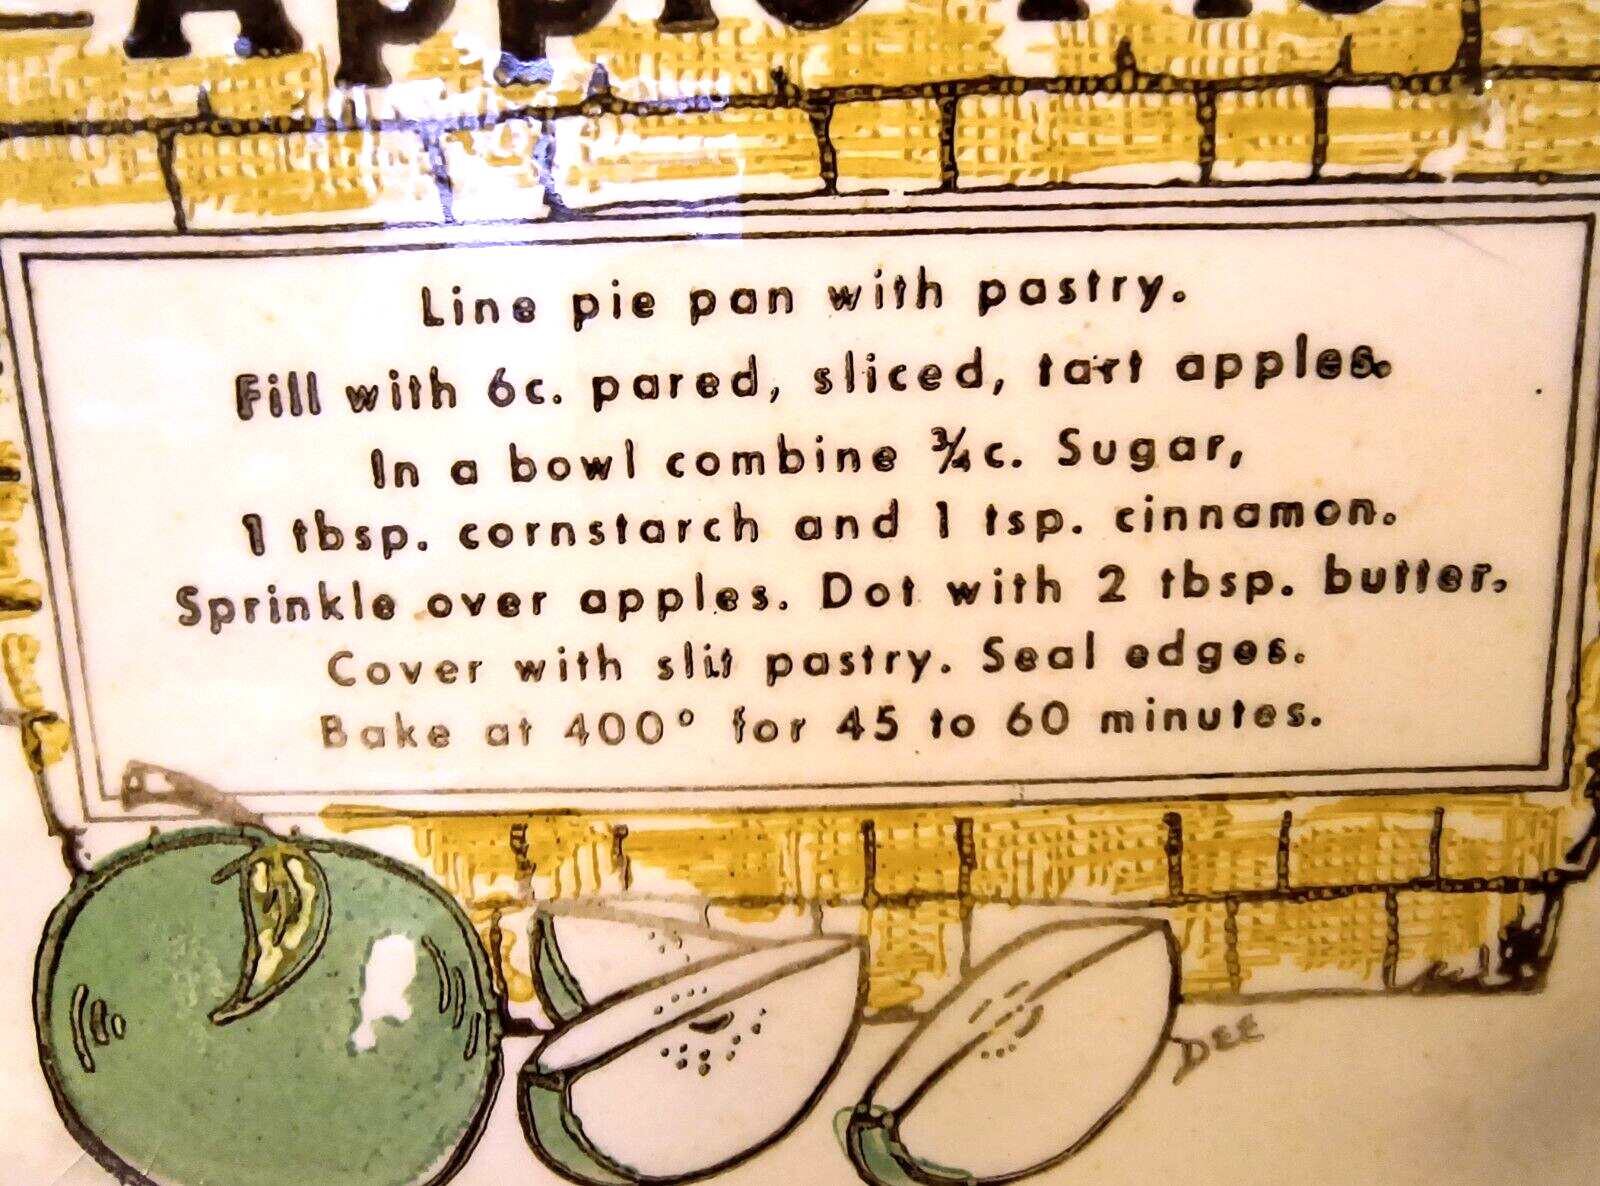 Apple Pie
Line pie pan with pastry.
Fill with 6c. pared, sliced, tart apples.
In a bowl combine ¾c. Sugar,
1 tbsp. cornstarch and 1 tsp. cinnamon.
Sprinkle over apples. Dot with 2 tbsp. butter.
Cover with slit pastry. Seal edges.
Bake at 400° for 45 to 60 minutes.
DEE